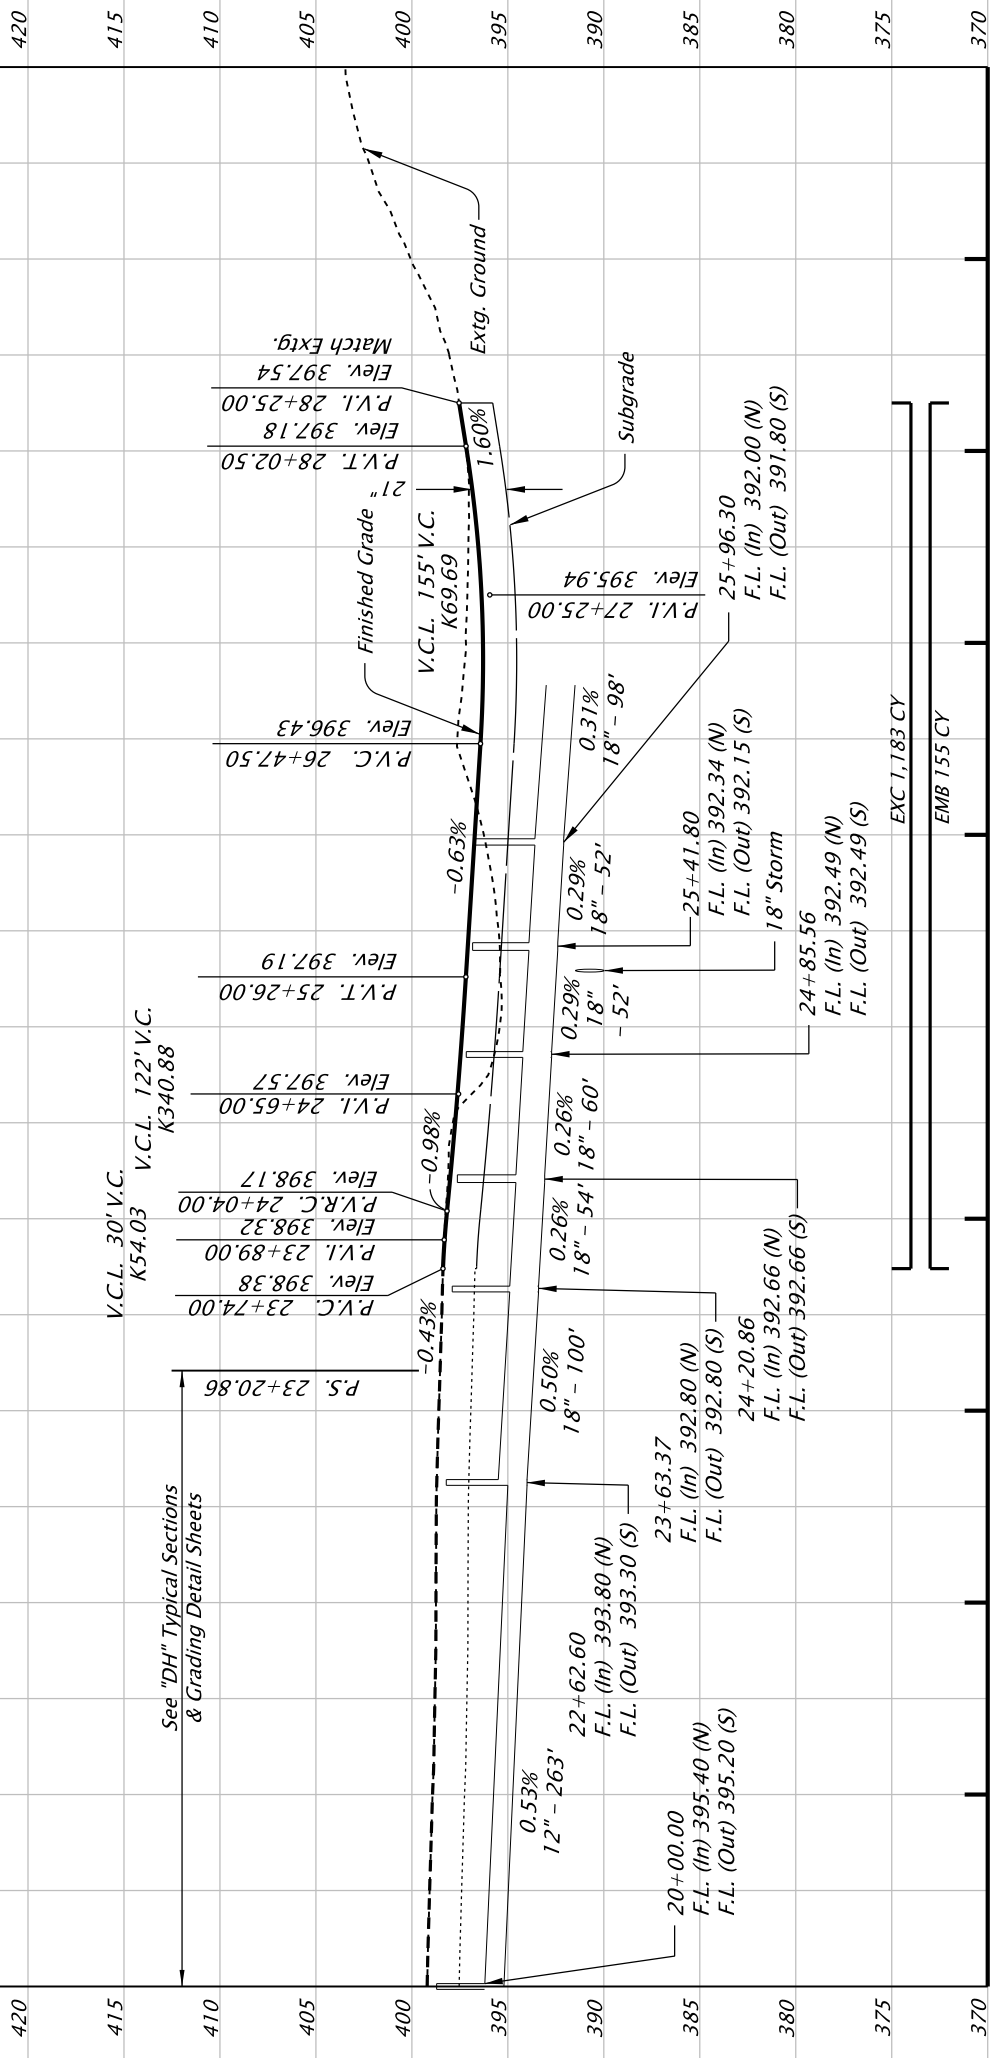 420
410
400
395
390
385
380
375
370
Match Extg.
Elev. 397.54
P.V.I. 28+25.00
Elev. 397.18
P.V.T. 28+02.50
21"
1.60%
Extg. Ground
Finished Grade
V.C.L. 155' V.C.
K69.69
Subgrade
Elev. 395.94
P.V.I. 27+25.00
25+96.30
F.L. (In) 392.00 (N)
F.L. (Out) 391.80 (S)
Elev. 396.43
P.V.C. 26+47.50
-0.63%
0.31%
18" – 98'
25+41.80
F.L. (In) 392.34 (N)
F.L. (Out) 392.15 (S)
EXC 1,183 CY
EMB 155 CY
0.29%
18" – 52'
18" Storm
Elev. 397.19
P.V.T. 25+26.00
0.29%
18"
– 52'
24+85.56
F.L. (In) 392.49 (N)
F.L. (Out) 392.49 (S)
V.C.L. 122' V.C.
K340.88
Elev. 397.57
P.V.I. 24+65.00
-0.98%
0.26%
18" – 60'
V.C.L. 30' V.C.
K54.03
Elev. 398.17
P.V.R.C. 24+04.00
Elev. 398.32
P.V.I. 23+89.00
Elev. 398.38
P.V.C. 23+74.00
-0.43%
0.26%
18" – 54'
24+20.86
F.L. (In) 392.66 (N)
F.L. (Out) 392.66 (S)
P.S. 23+20.86
0.50%
18" – 100'
23+63.37
F.L. (In) 392.80 (N)
F.L. (Out) 392.80 (S)
See "DH" Typical Sections
& Grading Detail Sheets
22+62.60
F.L. (In) 393.80 (N)
F.L. (Out) 393.30 (S)
0.53%
12" – 263'
20+00.00
F.L. (In) 395.40 (N)
F.L. (Out) 395.20 (S)
420
415
410
405
400
395
390
385
380
375
370